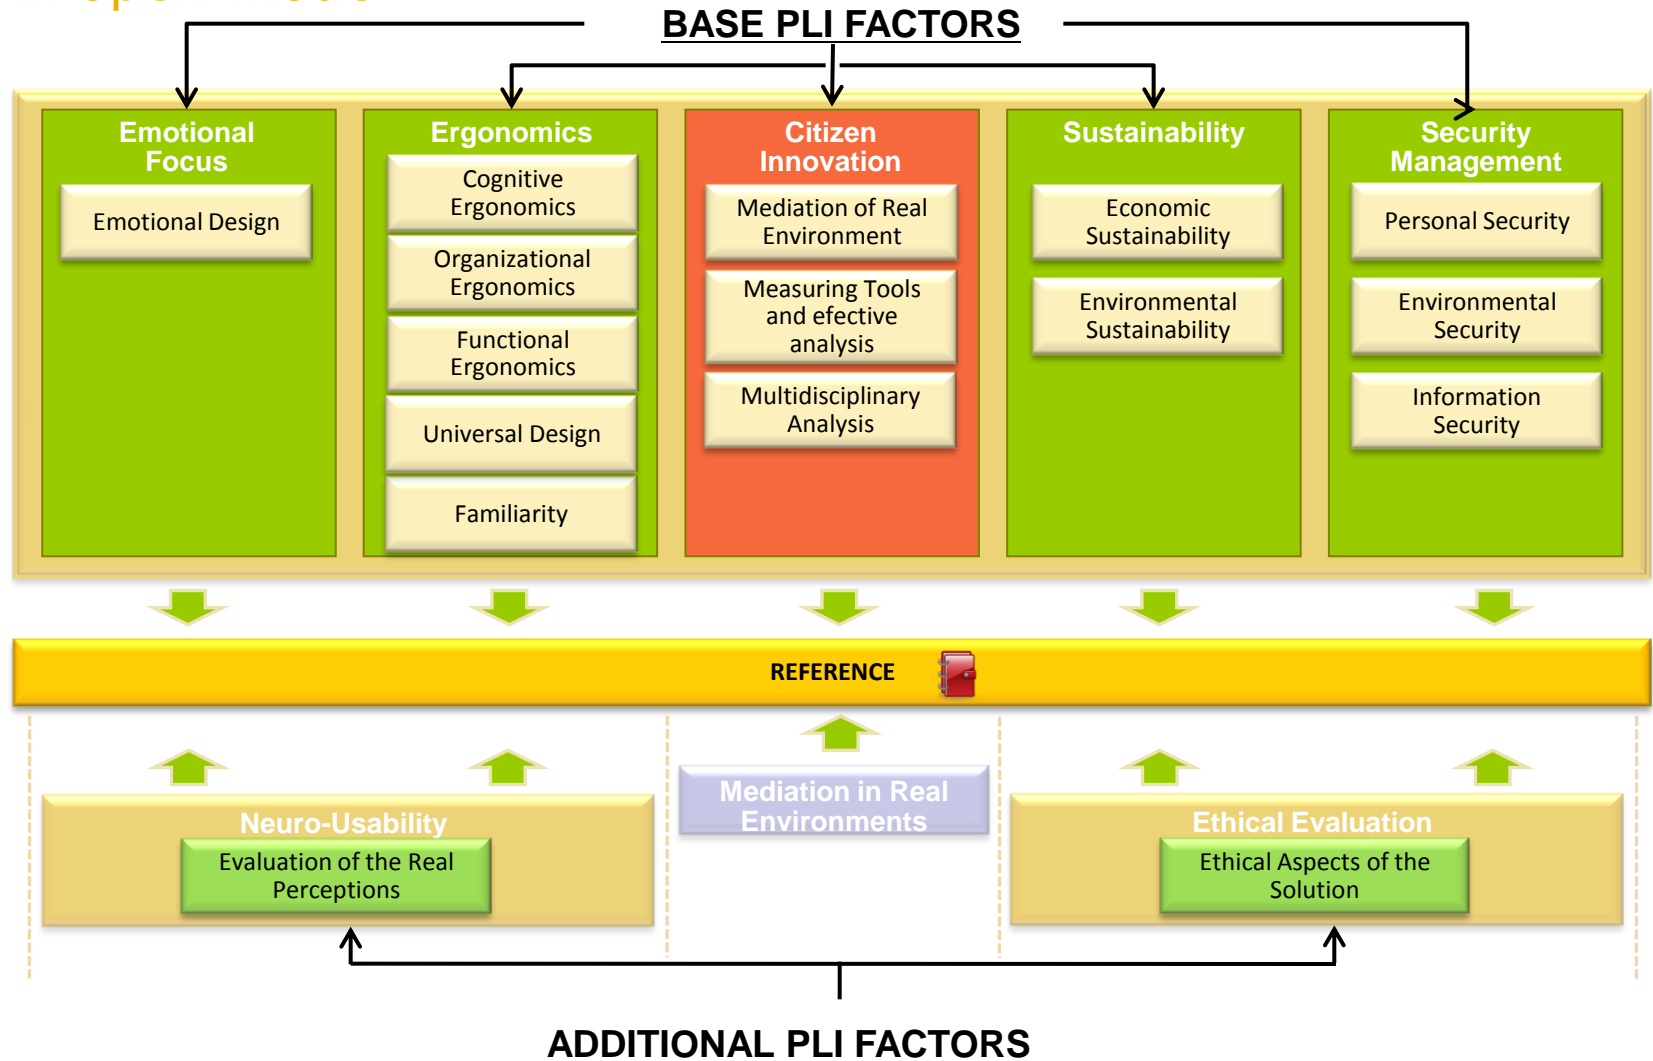 BASE PLI FACTORS
Emotional
Focus
Emotional Design
Ergonomics
Cognitive
Ergonomics
Organizational
Ergonomics
Functional
Ergonomics
Universal Design
Familiarity
Citizen
Innovation
Mediation of Real
Environment
Measuring Tools
and efective
analysis
Multidisciplinary
Analysis
Sustainability
Economic
Sustainability
Environmental
Sustainability
Security
Management
Personal Security
Environmental
Security
Information
Security
REFERENCE
Neuro-Usability
Evaluation of the Real
Perceptions
Mediation in Real
Environments
Ethical Evaluation
Ethical Aspects of the
Solution
ADDITIONAL PLI FACTORS